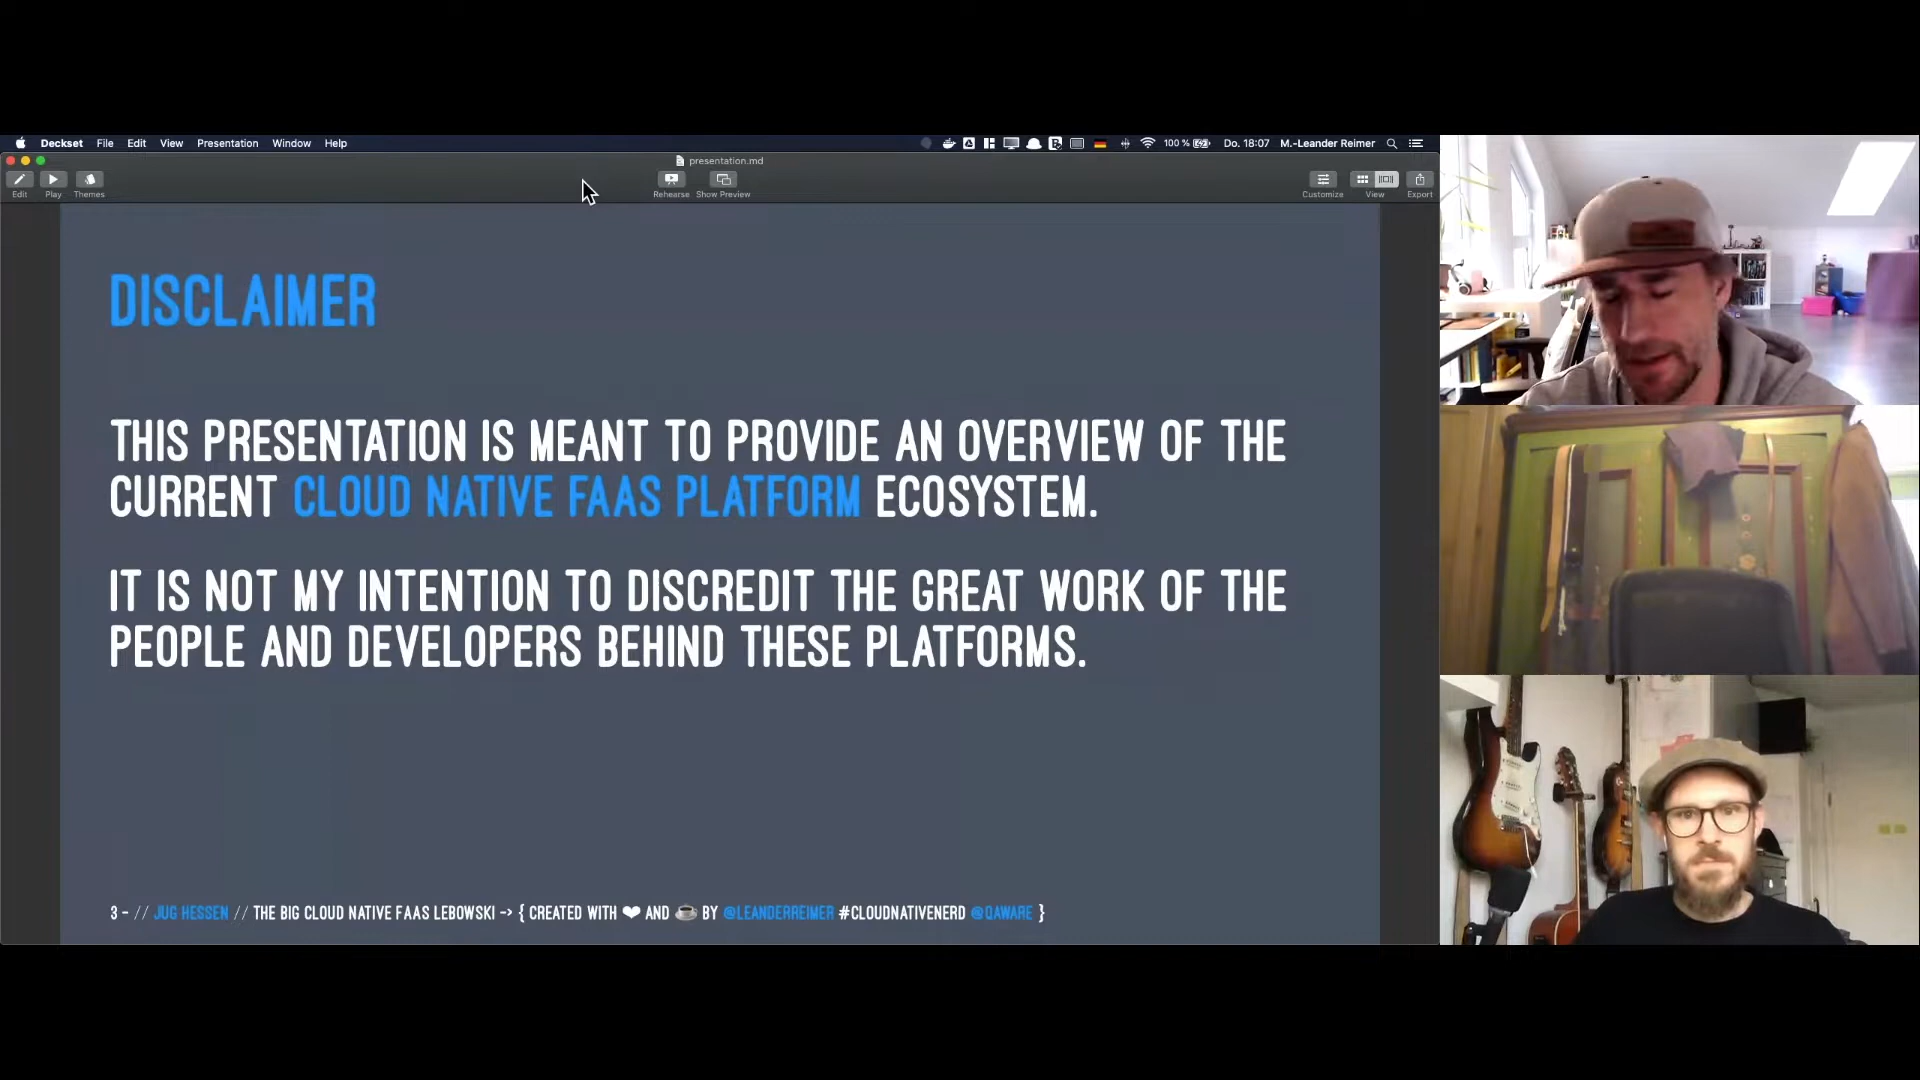 Deckset File Edit View Presentation Window Help 100 % Do. 18:07 M.-Leander Reimer
presentation.md
Edit Play Themes Rehearse Show Preview Customize View Export
DISCLAIMER
THIS PRESENTATION IS MEANT TO PROVIDE AN OVERVIEW OF THE
CURRENT CLOUD NATIVE FAAS PLATFORM ECOSYSTEM.
IT IS NOT MY INTENTION TO DISCREDIT THE GREAT WORK OF THE
PEOPLE AND DEVELOPERS BEHIND THESE PLATFORMS.
3 - // JUG HESSEN // THE BIG CLOUD NATIVE FAAS LEBOWSKI -> { CREATED WITH ❤ AND ☕ BY @LEANDERREIMER #CLOUDNATIVENERD @QAWARE }